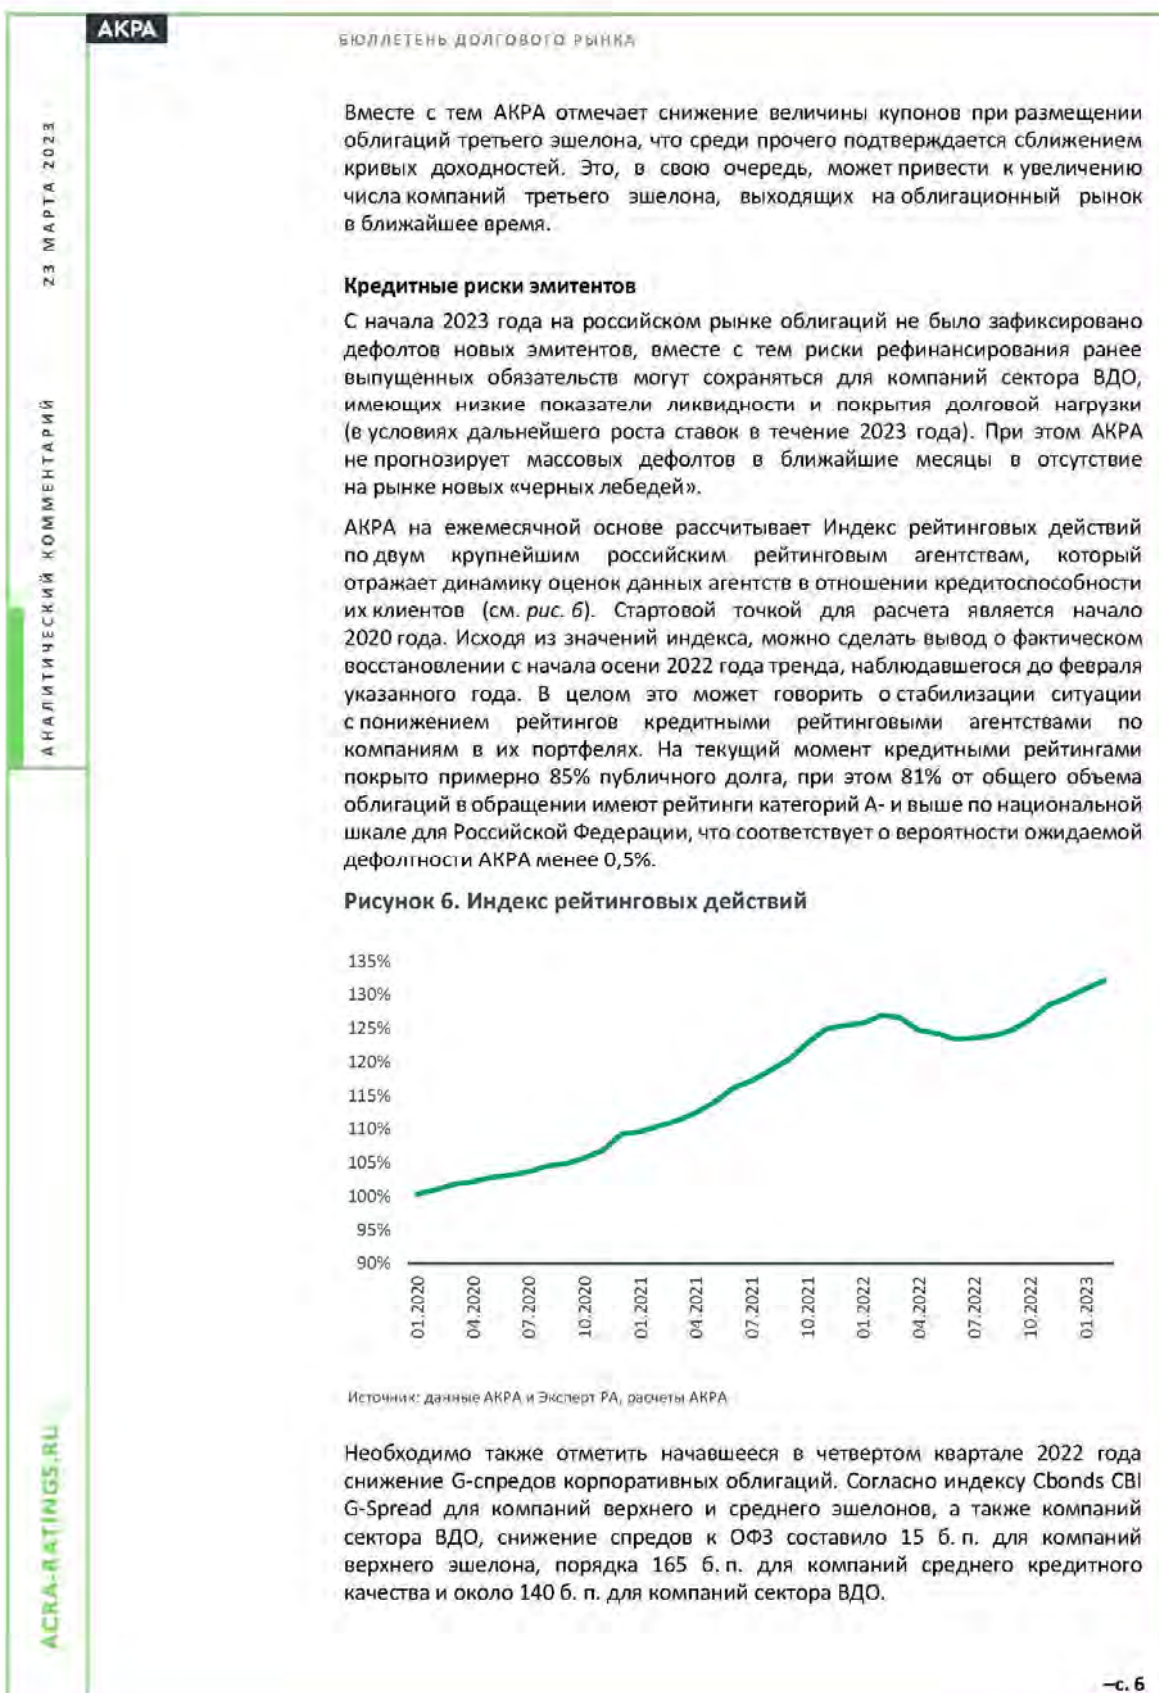 АКРА
БЮЛЛЕТЕНЬ ДОЛГОВОГО РЫНКА
23 МАРТА 2023
АНАЛИТИЧЕСКИЙ КОММЕНТАРИЙ
ACRA-RATINGS.RU
Вместе с тем АКРА отмечает снижение величины купонов при размещении
облигаций третьего эшелона, что среди прочего подтверждается сближением
кривых доходностей. Это, в свою очередь, может привести к увеличению
числа компаний третьего эшелона, выходящих на облигационный рынок
в ближайшее время.
Кредитные риски эмитентов
С начала 2023 года на российском рынке облигаций не было зафиксировано
дефолтов новых эмитентов, вместе с тем риски рефинансирования ранее
выпущенных обязательств могут сохраняться для компаний сектора ВДО,
имеющих низкие показатели ликвидности и покрытия долговой нагрузки
(в условиях дальнейшего роста ставок в течение 2023 года). При этом АКРА
не прогнозирует массовых дефолтов в ближайшие месяцы в отсутствие
на рынке новых «черных лебедей».
АКРА на ежемесячной основе рассчитывает Индекс рейтинговых действий
по двум крупнейшим российским рейтинговым агентствам, который
отражает динамику оценок данных агентств в отношении кредитоспособности
их клиентов (см. рис. 6). Стартовой точкой для расчета является начало
2020 года. Исходя из значений индекса, можно сделать вывод о фактическом
восстановлении с начала осени 2022 года тренда, наблюдавшегося до февраля
указанного года. В целом это может говорить о стабилизации ситуации
с понижением рейтингов кредитными рейтинговыми агентствами по
компаниям в их портфелях. На текущий момент кредитными рейтингами
покрыто примерно 85% публичного долга, при этом 81% от общего объема
облигаций в обращении имеют рейтинги категорий А- и выше по национальной
шкале для Российской Федерации, что соответствует о вероятности ожидаемой
дефолтности АКРА менее 0,5%.
Рисунок 6. Индекс рейтинговых действий
135%
130%
125%
120%
115%
110%
105%
100%
95%
90%
01.2020
04.2020
07.2020
10.2020
01.2021
04.2021
07.2021
10.2021
01.2022
04.2022
07.2022
10.2022
01.2023
Источник: данные АКРА и Эксперт РА, расчеты АКРА
Необходимо также отметить начавшееся в четвертом квартале 2022 года
снижение G-спредов корпоративных облигаций. Согласно индексу Cbonds CBI
G-Spread для компаний верхнего и среднего эшелонов, а также компаний
сектора ВДО, снижение спредов к ОФЗ составило 15 б. п. для компаний
верхнего эшелона, порядка 165 б. п. для компаний среднего кредитного
качества и около 140 б. п. для компаний сектора ВДО.
–с. 6